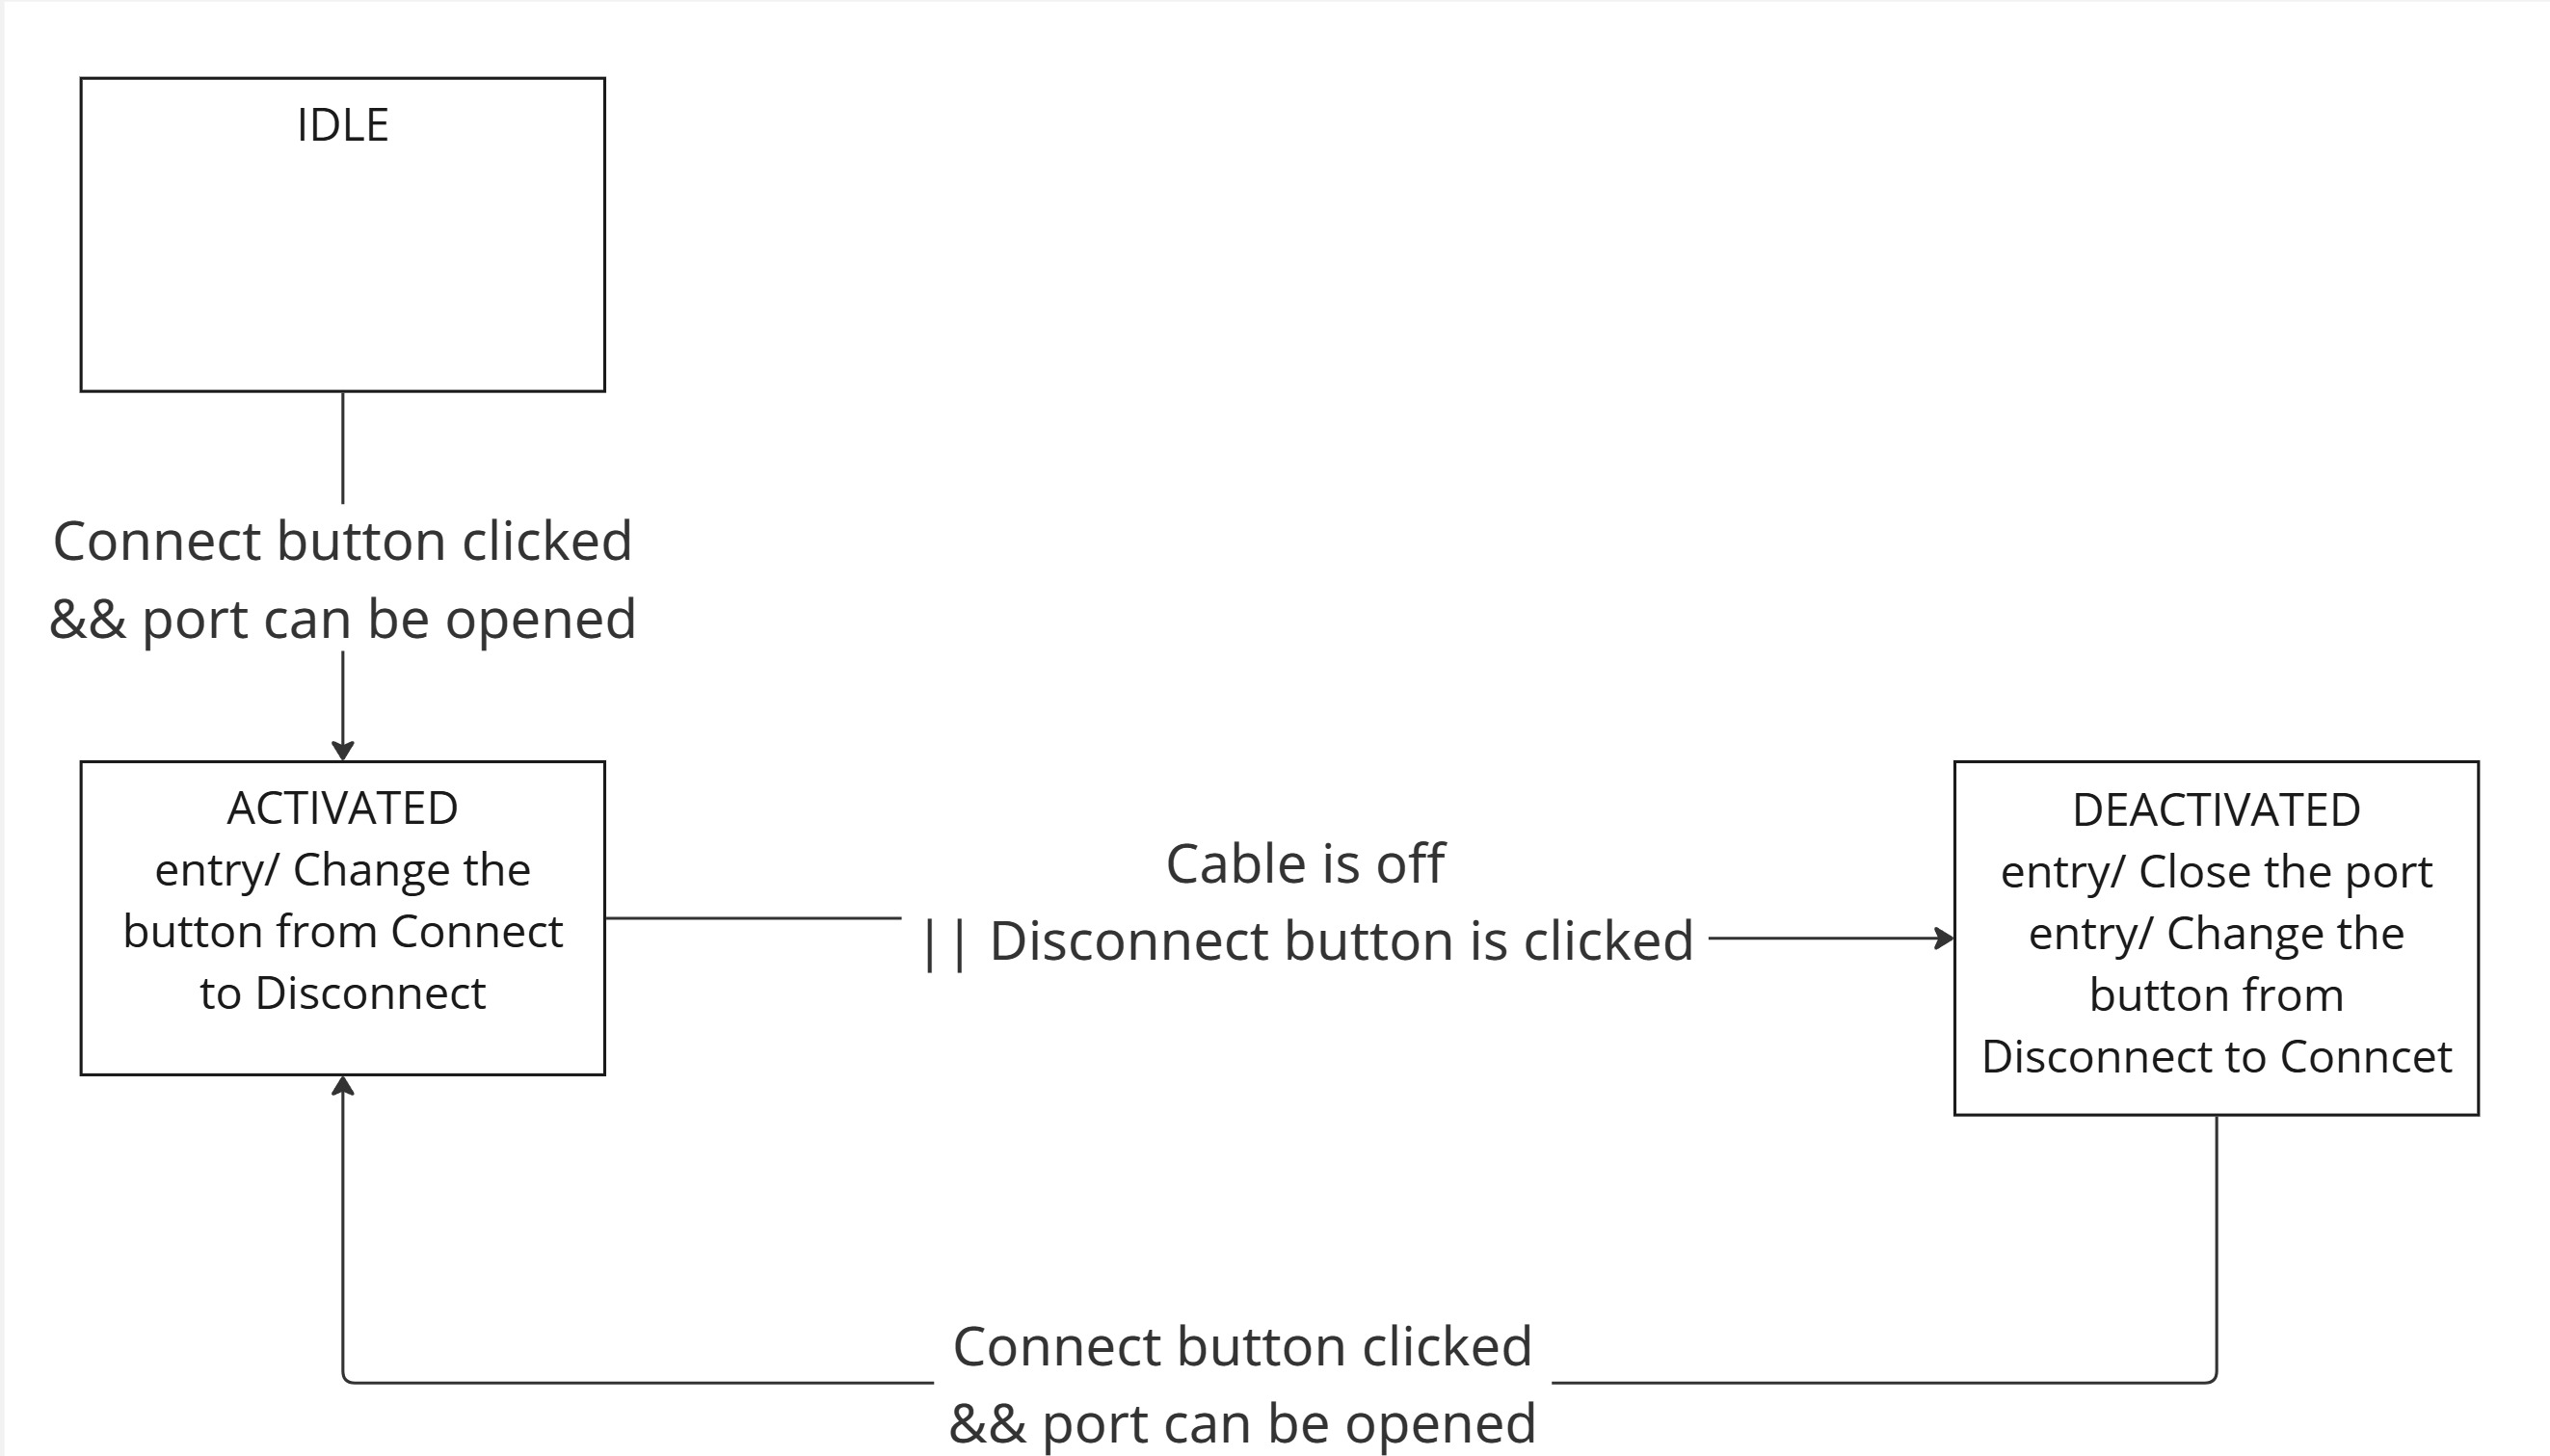 IDLE
Connect button clicked
&& port can be opened
ACTIVATED
entry/ Change the
button from Connect
to Disconnect
Cable is off
|| Disconnect button is clicked
DEACTIVATED
entry/ Close the port
entry/ Change the
button from
Disconnect to Conncet
Connect button clicked
&& port can be opened